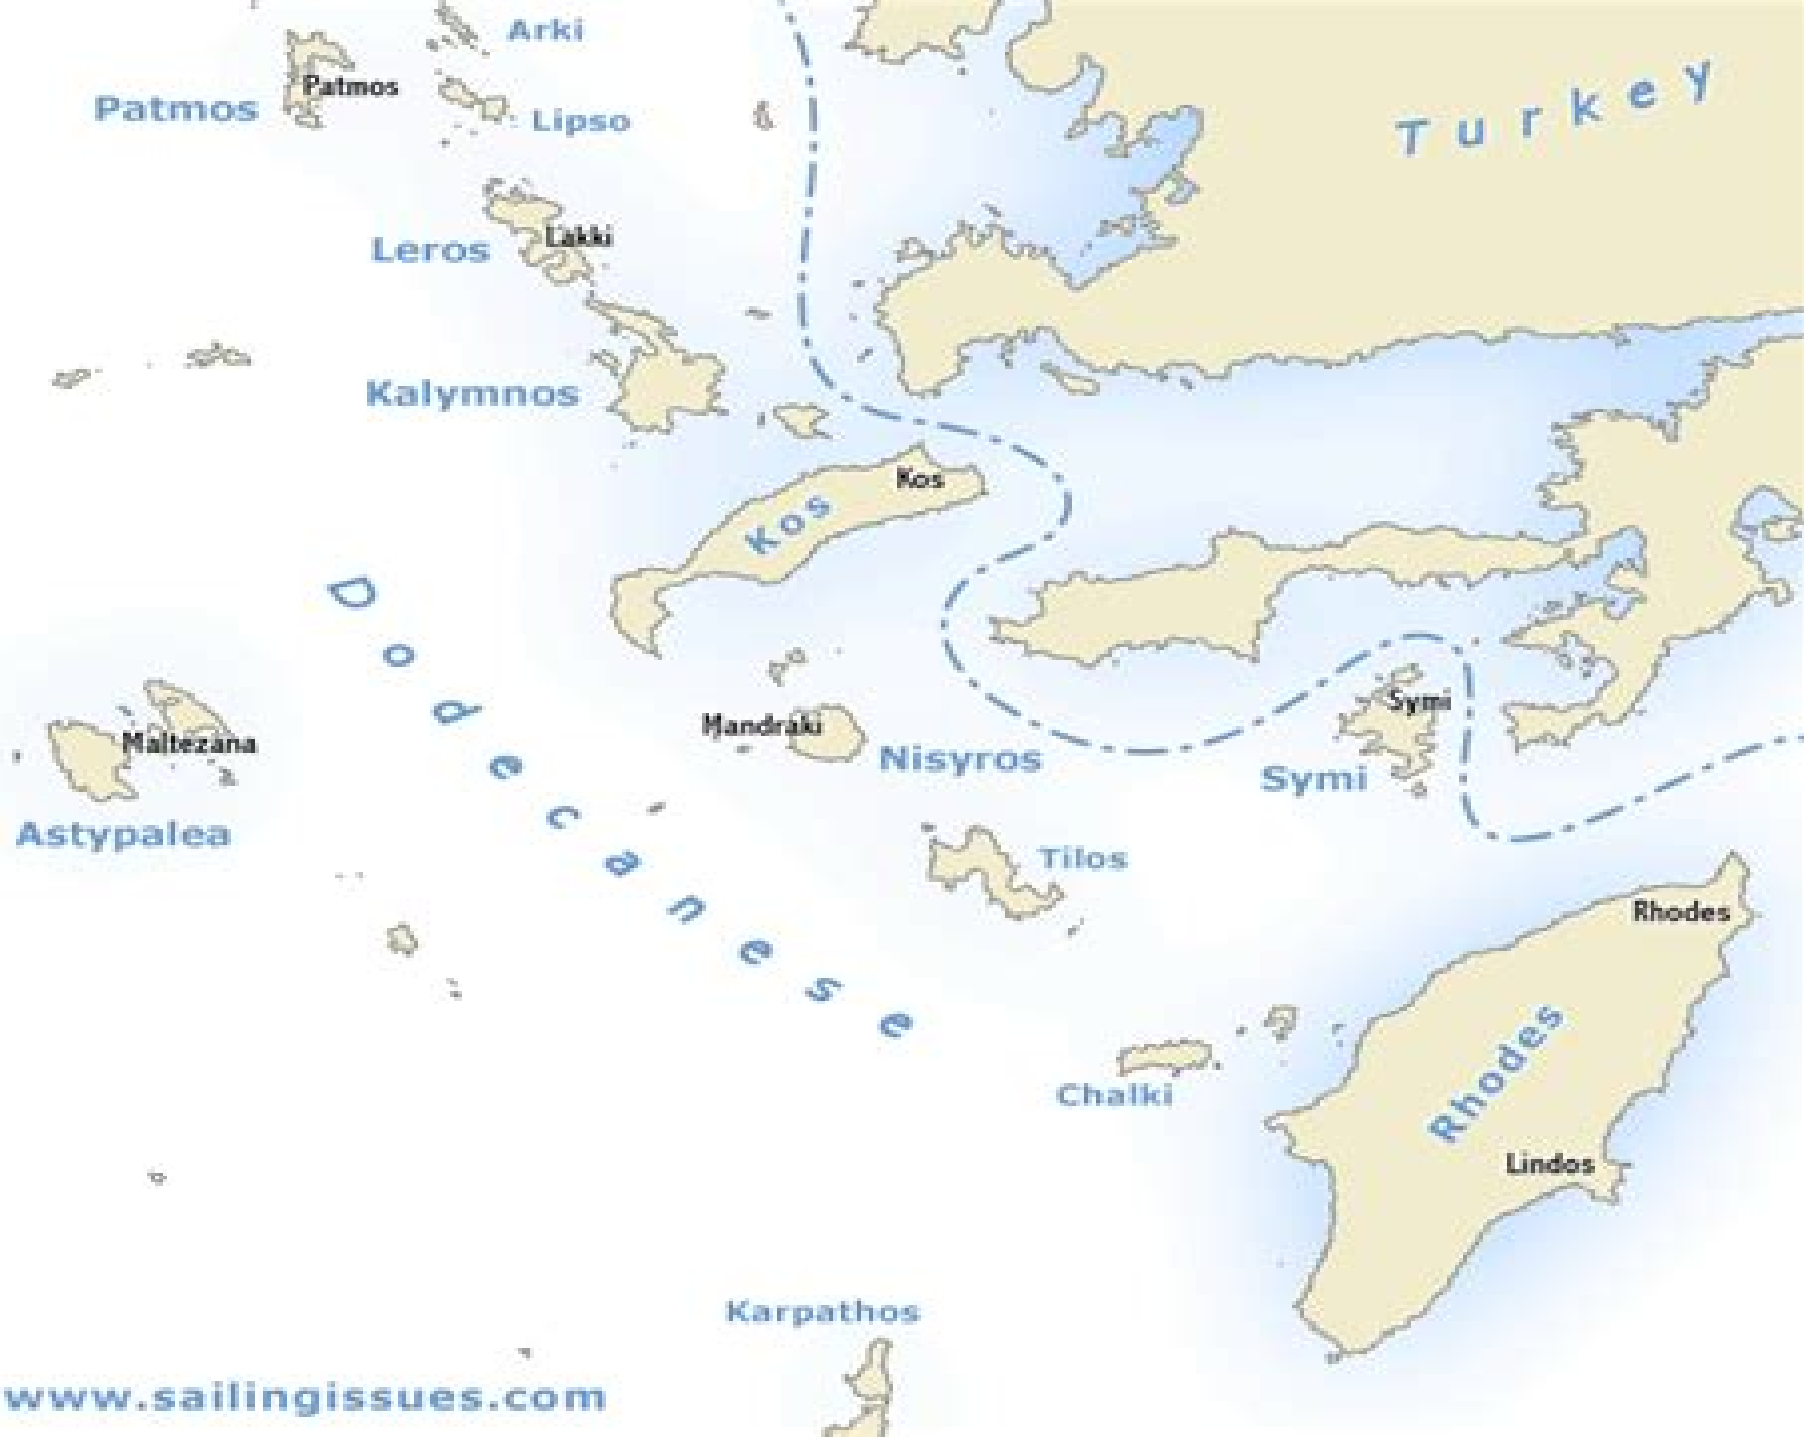 Arki
Patmos
Patmos
Lipso
Turkey
Leros
Lakki
Kalymnos
Kos
Kos
Dodecanese
Mandraki
Nisyros
Symi
Symi
Maltezana
Astypalea
Tilos
Rhodes
Rhodes
Chalki
Lindos
Karpathos
www.sailingissues.com